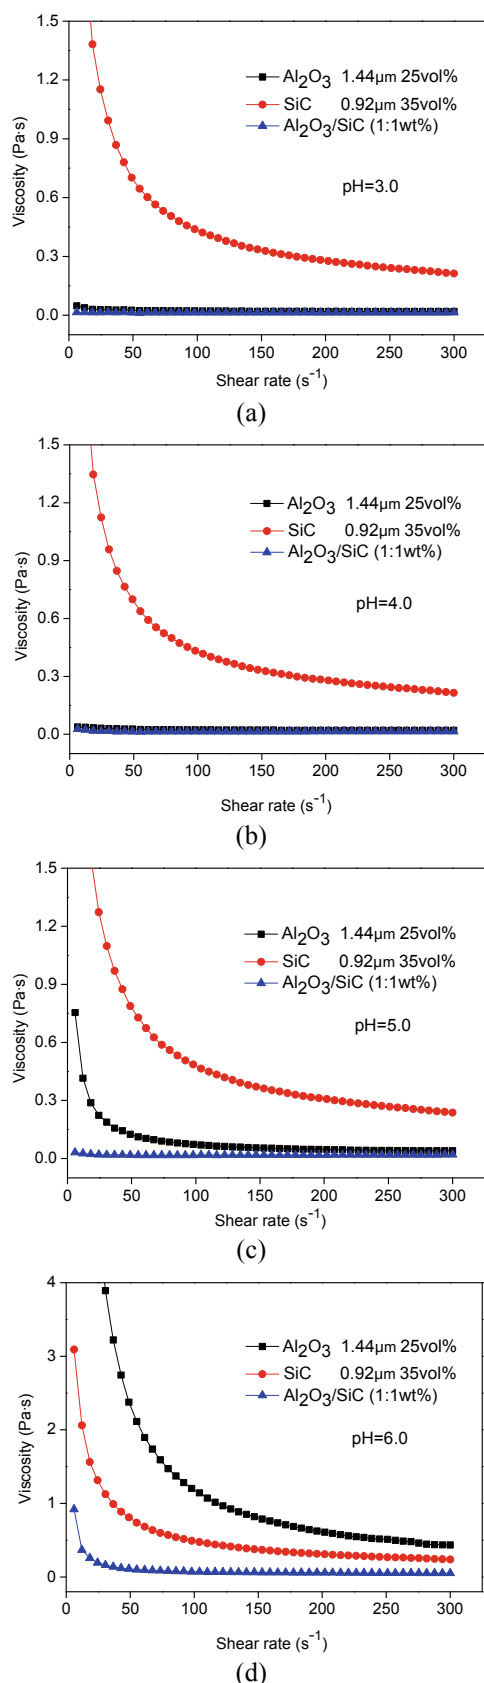 1.5
1.2
0.9
0.6
0.3
0.0
Viscosity (Pa·s)
Al₂O₃ 1.44μm 25vol%
SiC 0.92μm 35vol%
Al₂O₃/SiC (1:1wt%)
pH=3.0
0 50 100 150 200 250 300
Shear rate (s⁻¹)
(a)
1.5
1.2
0.9
0.6
0.3
0.0
Viscosity (Pa·s)
Al₂O₃ 1.44μm 25vol%
SiC 0.92μm 35vol%
Al₂O₃/SiC (1:1wt%)
pH=4.0
0 50 100 150 200 250 300
Shear rate (s⁻¹)
(b)
1.5
1.2
0.9
0.6
0.3
0.0
Viscosity (Pa·s)
Al₂O₃ 1.44μm 25vol%
SiC 0.92μm 35vol%
Al₂O₃/SiC (1:1wt%)
pH=5.0
0 50 100 150 200 250 300
Shear rate (s⁻¹)
(c)
4
3
2
1
0
Viscosity (Pa·s)
Al₂O₃ 1.44μm 25vol%
SiC 0.92μm 35vol%
Al₂O₃/SiC (1:1wt%)
pH=6.0
0 50 100 150 200 250 300
Shear rate (s⁻¹)
(d)